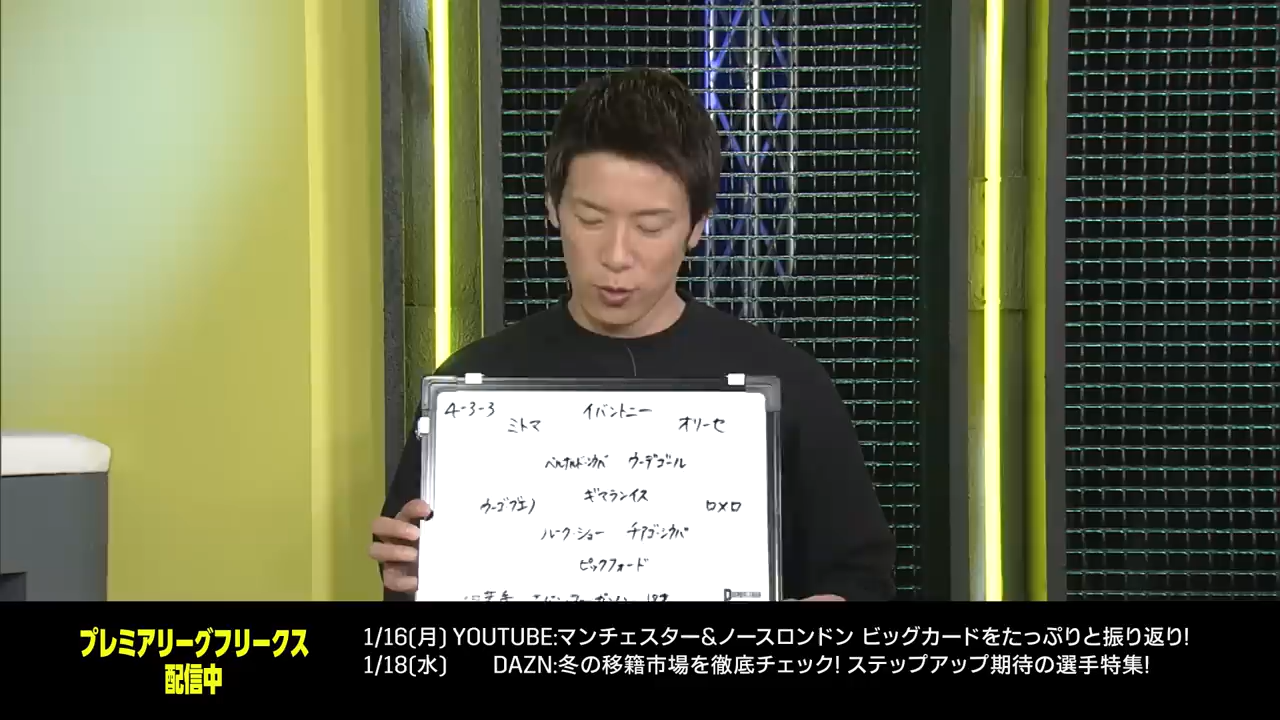 4-3-3
イバントニー
ミトマ
オリーセ
ベルナルド・シウバ ウーデゴール
ギマランイス
ウーゴブエノ
ロメロ
ルーク・ショー チアゴ・シウバ
ピックフォード
プレミアリーグフリークス
配信中
1/16(月) YOUTUBE:マンチェスター&ノースロンドン ビッグカードをたっぷりと振り返り!
1/18(水) DAZN:冬の移籍市場を徹底チェック! ステップアップ期待の選手特集!